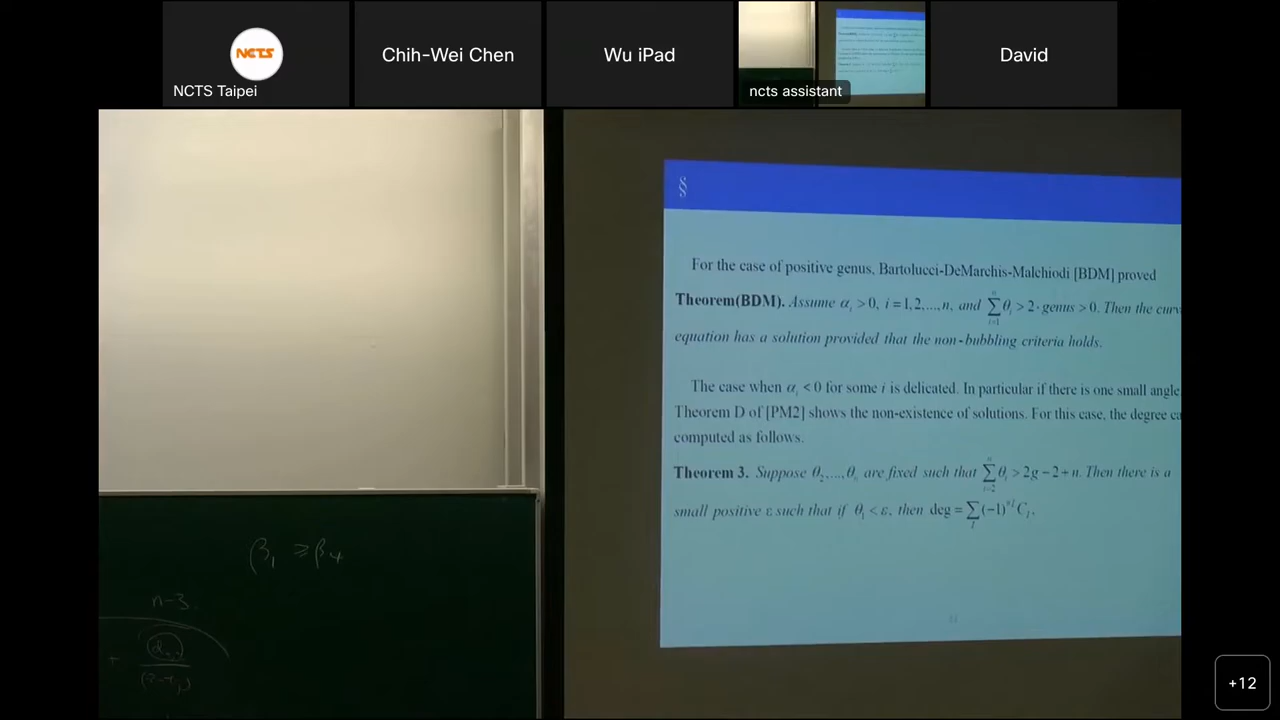 NCTS
NCTS Taipei
Chih-Wei Chen
Wu iPad
ncts assistant
David
§
For the case of positive genus, Bartolucci-DeMarchis-Malchiodi [BDM] proved
Theorem(BDM). Assume α_i > 0, i = 1, 2, ..., n, and ∑_{i=1}^{n} θ_i > 2 · genus > 0. Then the curv
equation has a solution provided that the non-bubbling criteria holds.
The case when α_i < 0 for some i is delicated. In particular if there is one small angle
Theorem D of [PM2] shows the non-existence of solutions. For this case, the degree ca
computed as follows.
Theorem 3. Suppose θ_2, ..., θ_n are fixed such that ∑_{i=2}^{n} θ_i > 2g − 2 + n. Then there is a
small positive ε such that if θ_1 < ε, then deg = ∑_I (−1)^{#I} C_I.
β_1 ≥ β_4
n-3
+12